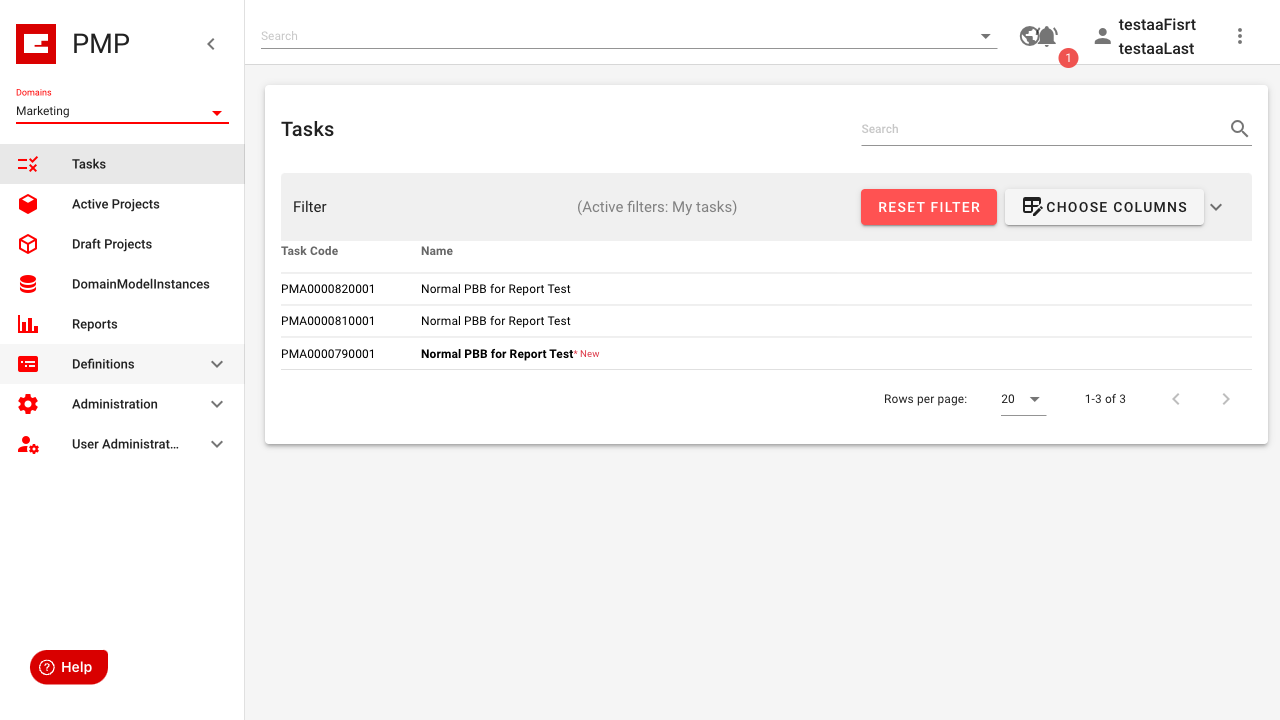 PMP
Domains
Marketing
Tasks
Active Projects
Draft Projects
DomainModelInstances
Reports
Definitions
Administration
User Administrat...
Help
Search
1
testaaFisrt
testaaLast
Tasks
Search
Filter
(Active filters: My tasks)
RESET FILTER
CHOOSE COLUMNS
Task Code Name
PMA0000820001 Normal PBB for Report Test
PMA0000810001 Normal PBB for Report Test
PMA0000790001 Normal PBB for Report Test* New
Rows per page: 20 1-3 of 3